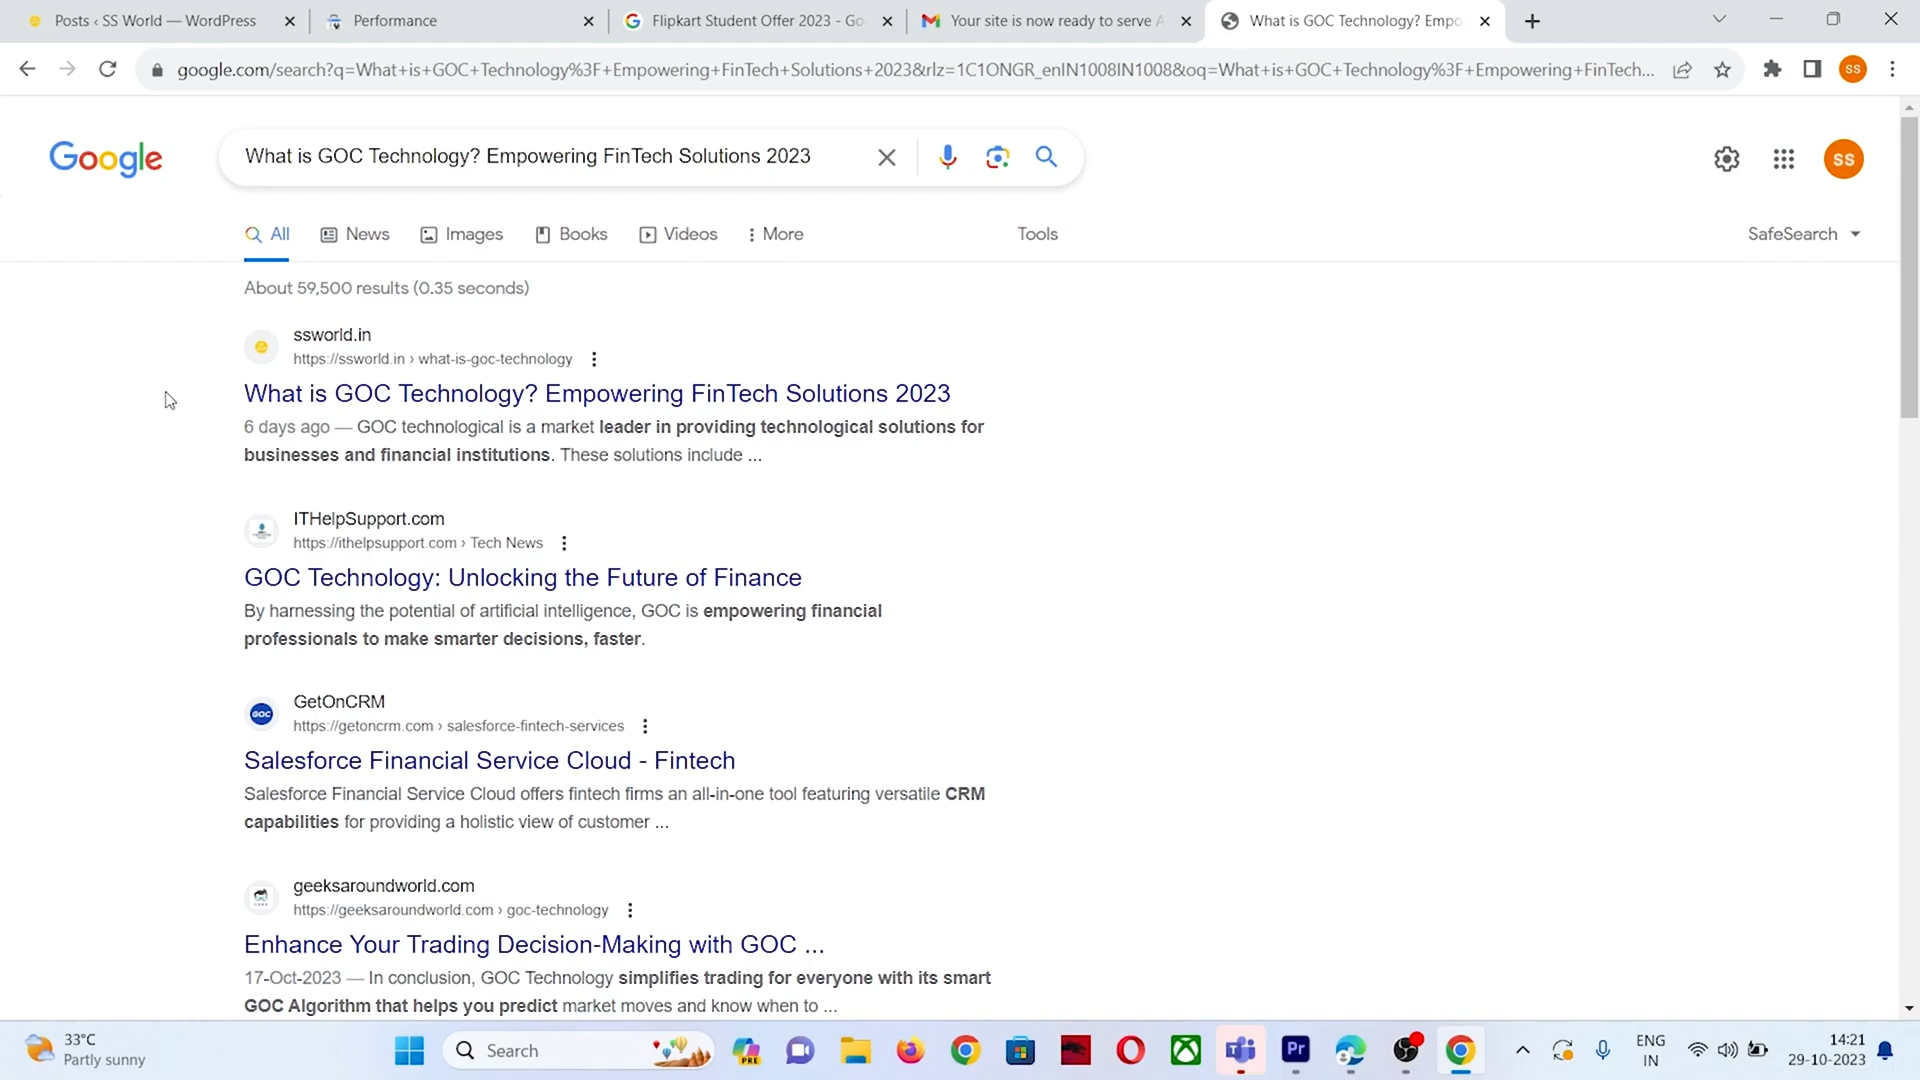 Posts ‹ SS World — WordPress
Performance
Flipkart Student Offer 2023 - Go
Your site is now ready to serve A
What is GOC Technology? Empo
google.com/search?q=What+is+GOC+Technology%3F+Empowering+FinTech+Solutions+2023&rlz=1C1ONGR_enIN1008IN1008&oq=What+is+GOC+Technology%3F+Empowering+FinTech...
SS
Google
What is GOC Technology? Empowering FinTech Solutions 2023
SS
All
News
Images
Books
Videos
More
Tools
SafeSearch
About 59,500 results (0.35 seconds)
ssworld.in
https://ssworld.in › what-is-goc-technology
What is GOC Technology? Empowering FinTech Solutions 2023
6 days ago — GOC technological is a market leader in providing technological solutions for
businesses and financial institutions. These solutions include ...
ITHelpSupport.com
https://ithelpsupport.com › Tech News
GOC Technology: Unlocking the Future of Finance
By harnessing the potential of artificial intelligence, GOC is empowering financial
professionals to make smarter decisions, faster.
GOC
GetOnCRM
https://getoncrm.com › salesforce-fintech-services
Salesforce Financial Service Cloud - Fintech
Salesforce Financial Service Cloud offers fintech firms an all-in-one tool featuring versatile CRM
capabilities for providing a holistic view of customer ...
geeksaroundworld.com
https://geeksaroundworld.com › goc-technology
Enhance Your Trading Decision-Making with GOC ...
17-Oct-2023 — In conclusion, GOC Technology simplifies trading for everyone with its smart
GOC Algorithm that helps you predict market moves and know when to ...
33°C
Partly sunny
Search
PRE
Pr
ENG
IN
14:21
29-10-2023